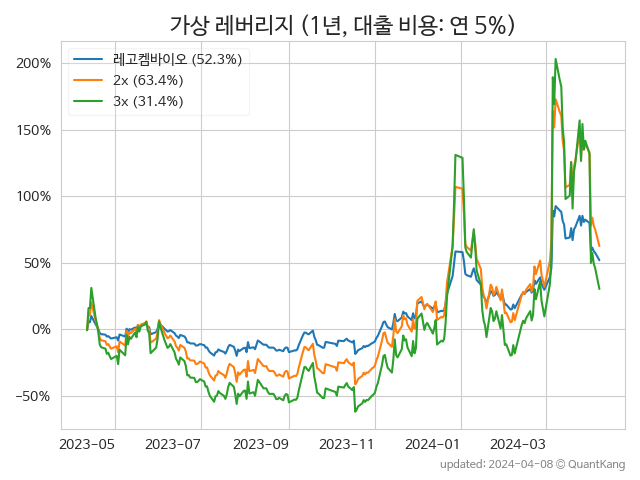 가상 레버리지 (1년, 대출 비용: 연 5%)
레고켐바이오 (52.3%)
2x (63.4%)
3x (31.4%)
200%
150%
100%
50%
0%
−50%
2023-05 2023-07 2023-09 2023-11 2024-01 2024-03
updated: 2024-04-08 © QuantKang